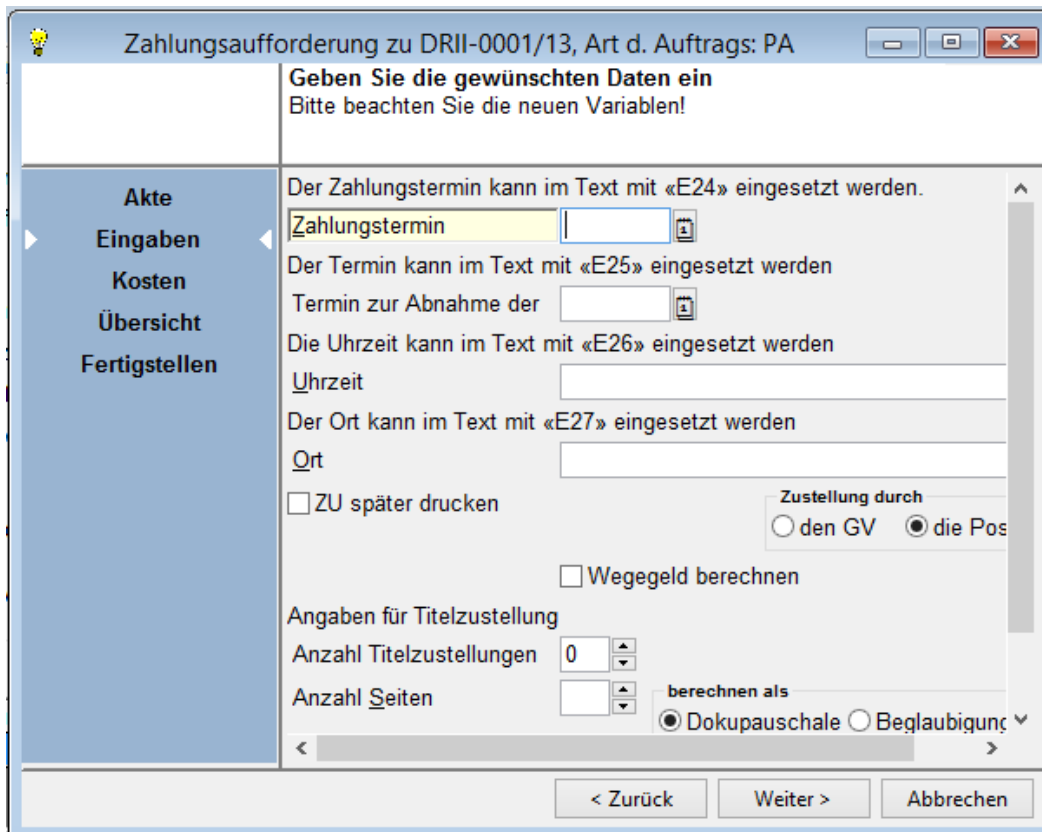 Zahlungsaufforderung zu DRII-0001/13, Art d. Auftrags: PA
Geben Sie die gewünschten Daten ein
Bitte beachten Sie die neuen Variablen!
Akte
Eingaben
Kosten
Übersicht
Fertigstellen
Der Zahlungstermin kann im Text mit «E24» eingesetzt werden.
Zahlungstermin
Der Termin kann im Text mit «E25» eingesetzt werden
Termin zur Abnahme der
Die Uhrzeit kann im Text mit «E26» eingesetzt werden
Uhrzeit
Der Ort kann im Text mit «E27» eingesetzt werden
Ort
ZU später drucken
Zustellung durch
den GV die Pos
Wegegeld berechnen
Angaben für Titelzustellung
Anzahl Titelzustellungen 0
Anzahl Seiten
berechnen als
Dokupauschale Beglaubigung
< Zurück Weiter > Abbrechen